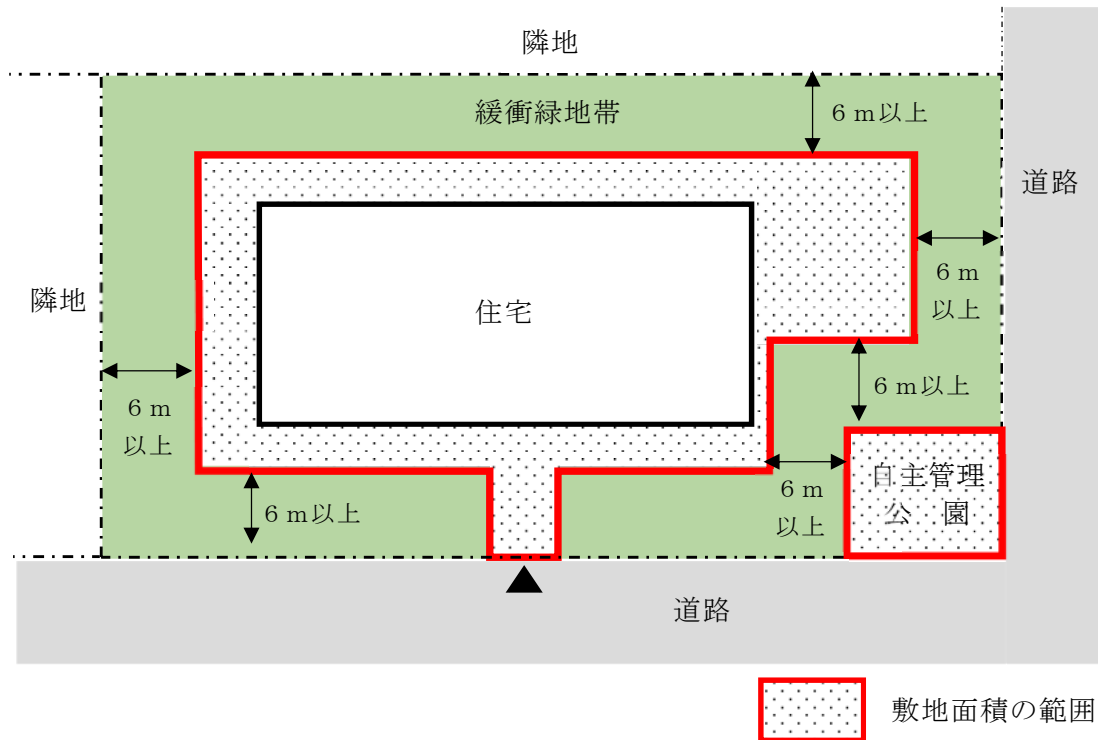 隣地
緩衝緑地帯
６ｍ以上
道路
６ｍ
以上
隣地
住宅
６ｍ以上
６ｍ
以上
６ｍ以上
６ｍ
以上
自主管理
公　園
道路
敷地面積の範囲